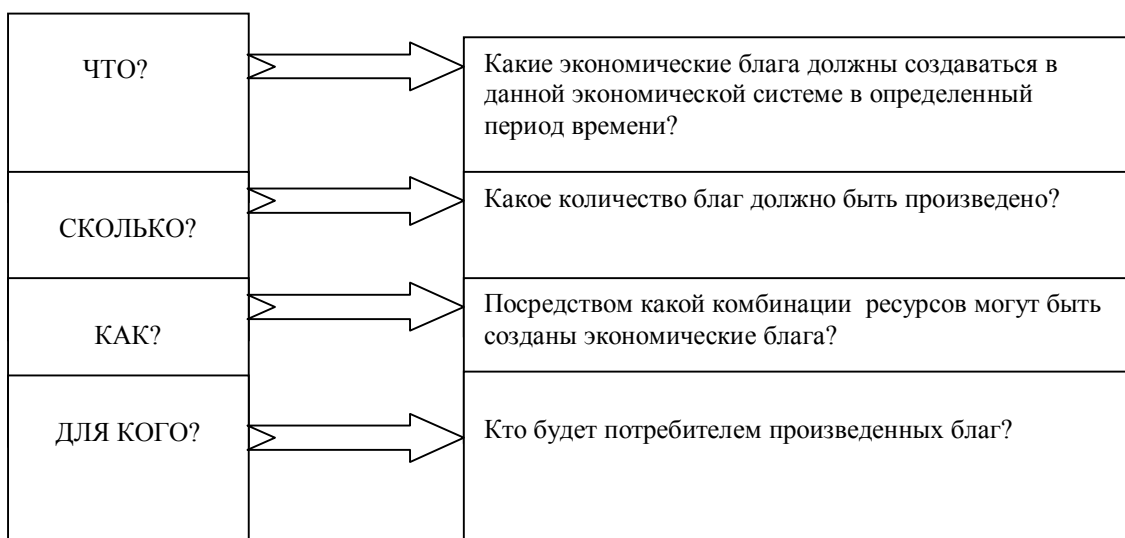 ЧТО?
Какие экономические блага должны создаваться в
данной экономической системе в определенный
период времени?
СКОЛЬКО?
Какое количество благ должно быть произведено?
КАК?
Посредством какой комбинации ресурсов могут быть
созданы экономические блага?
ДЛЯ КОГО?
Кто будет потребителем произведенных благ?